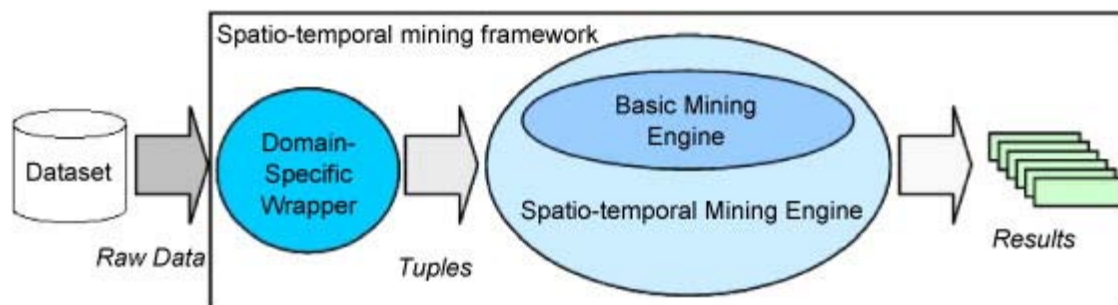 Spatio-temporal mining framework
Dataset
Raw Data
Domain-
Specific
Wrapper
Tuples
Basic Mining
Engine
Spatio-temporal Mining Engine
Results